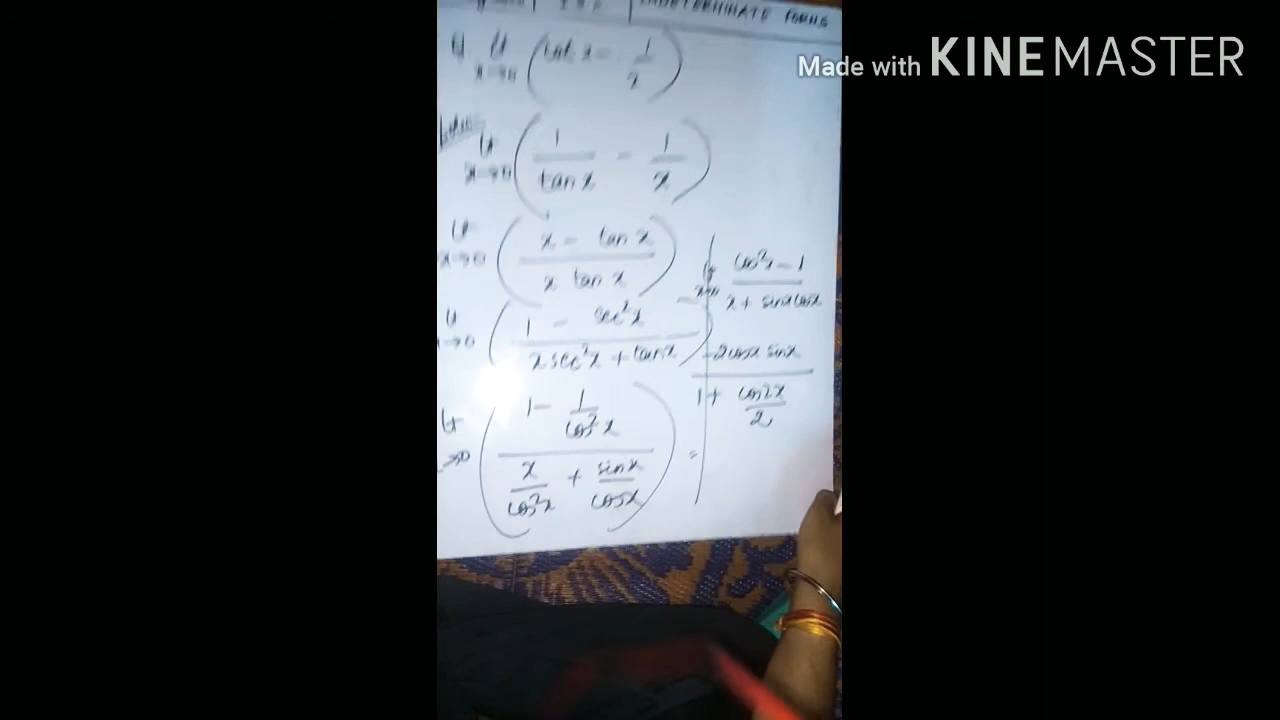 INDETERMINATE FORMS
Made with KINEMASTER
Lt x→0 (cot x − 1/x)
Lt x→0 (1/tan x − 1/x)
Lt x→0 (x − tan x / x tan x)
Lt x→0 (1 − sec²x / x sec²x + tan x)
Lt x→0 (1 − 1/cos²x / x/cos²x + sin x/cos x) =
Lt x→0 cos²x − 1 / x + sin x cos x
−2cos x sin x / 1 + cos2x/2